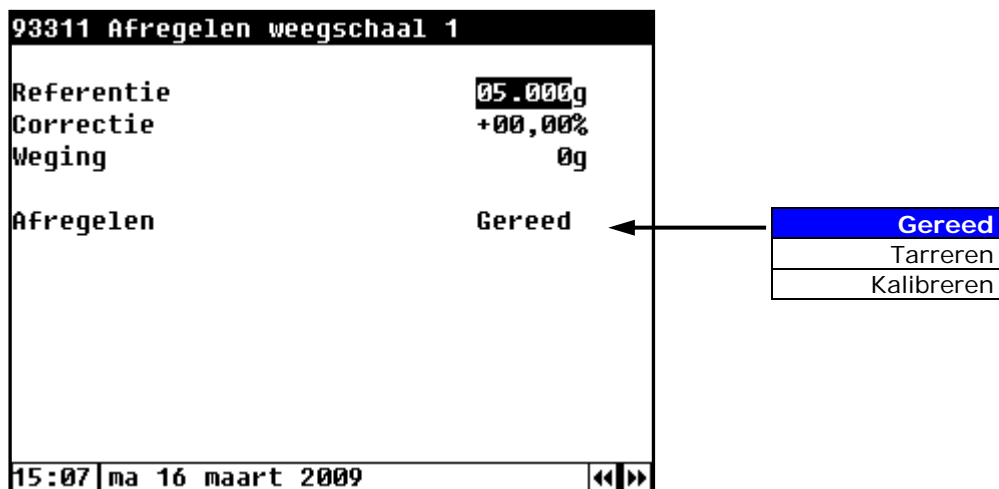 93311 Afregelen weegschaal 1
Referentie 05.000g
Correctie +00,00%
Weging 0g
Afregelen Gereed
Gereed
Tarreren
Kalibreren
15:07 ma 16 maart 2009